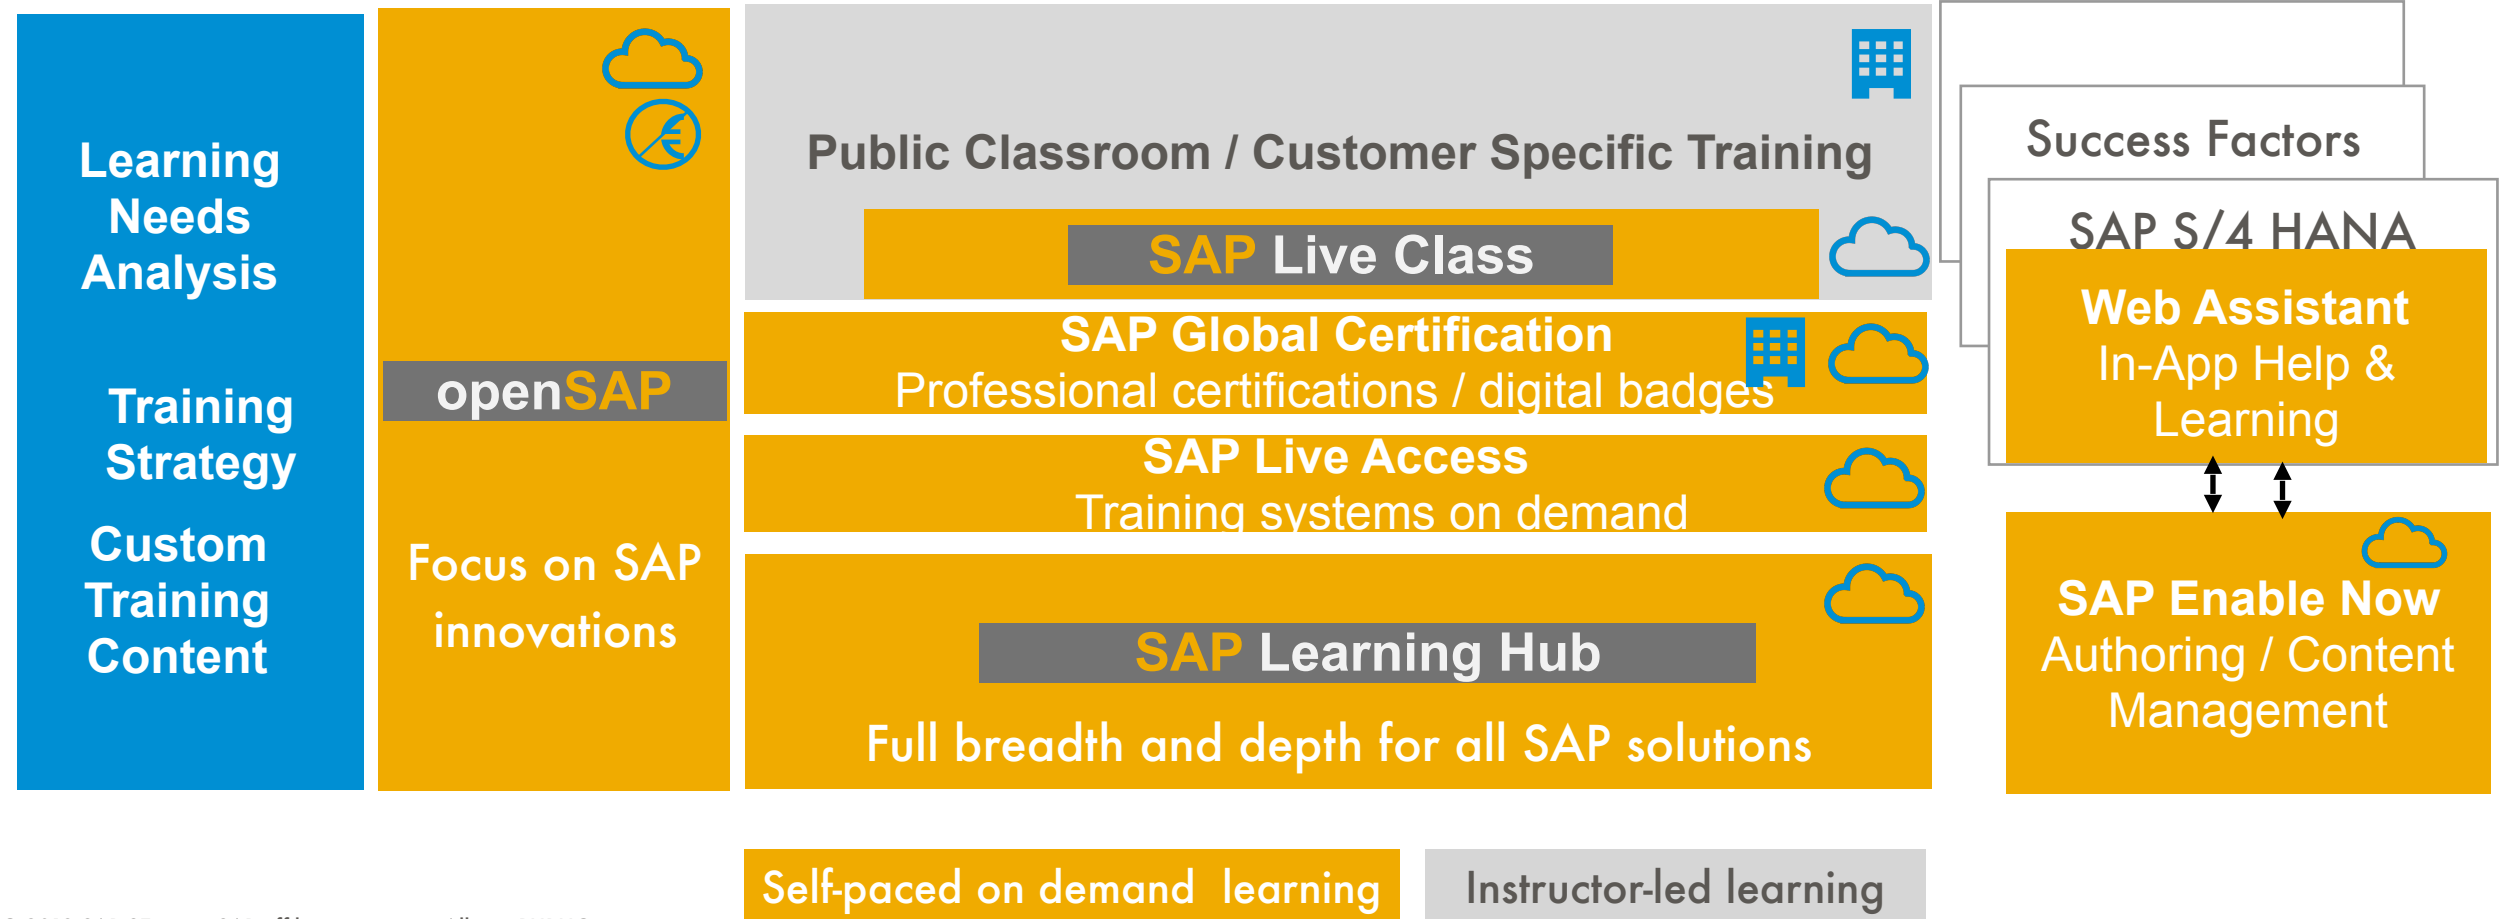 Learning
Needs
Analysis
Training
Strategy
Custom
Training
Content
openSAP
Focus on SAP
innovations
Public Classroom / Customer Specific Training
SAP Live Class
SAP Global Certification
Professional certifications / digital badges
SAP Live Access
Training systems on demand
SAP Learning Hub
Full breadth and depth for all SAP solutions
Success Factors
SAP S/4 HANA
Web Assistant
In-App Help &
Learning
SAP Enable Now
Authoring / Content
Management
Self-paced on demand learning
Instructor-led learning